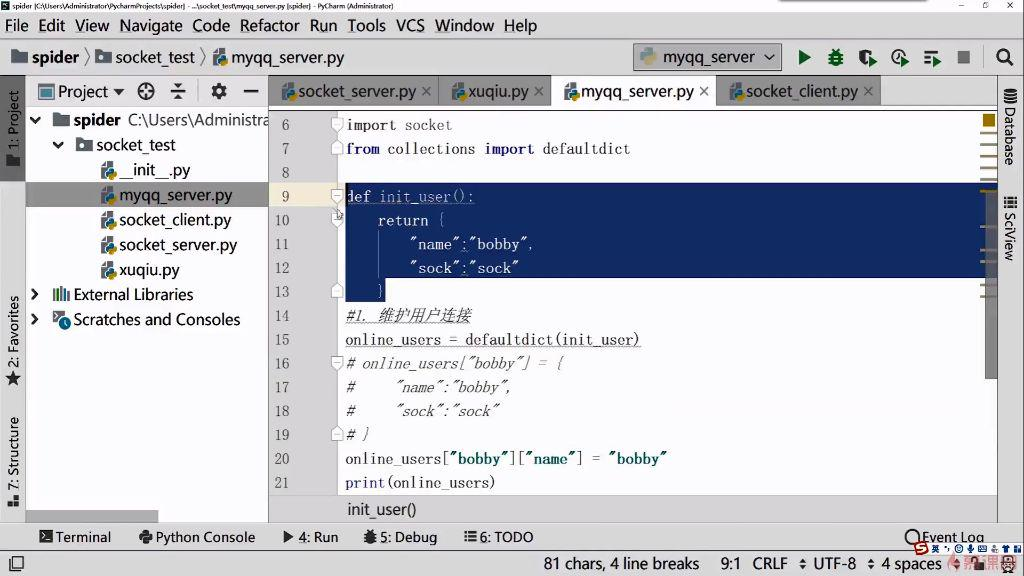 spider [C:\Users\Administrator\PycharmProjects\spider] - ...\socket_test\myqq_server.py [spider] - PyCharm (Administrator)
File Edit View Navigate Code Refactor Run Tools VCS Window Help
spider socket_test myqq_server.py myqq_server
1: Project
2: Favorites
7: Structure
Project
spider C:\Users\Administra
socket_test
__init__.py
myqq_server.py
socket_client.py
socket_server.py
xuqiu.py
External Libraries
Scratches and Consoles
socket_server.py xuqiu.py myqq_server.py socket_client.py
6 import socket
7 from collections import defaultdict
8
9 def init_user():
10 return {
11 "name":"bobby",
12 "sock":"sock"
13 }
14 #1. 维护用户连接
15 online_users = defaultdict(init_user)
16 # online_users["bobby"] = {
17 # "name":"bobby",
18 # "sock":"sock"
19 # }
20 online_users["bobby"]["name"] = "bobby"
21 print(online_users)
init_user()
Database
SciView
Terminal Python Console 4: Run 5: Debug 6: TODO Event Log
81 chars, 4 line breaks 9:1 CRLF UTF-8 4 spaces
英